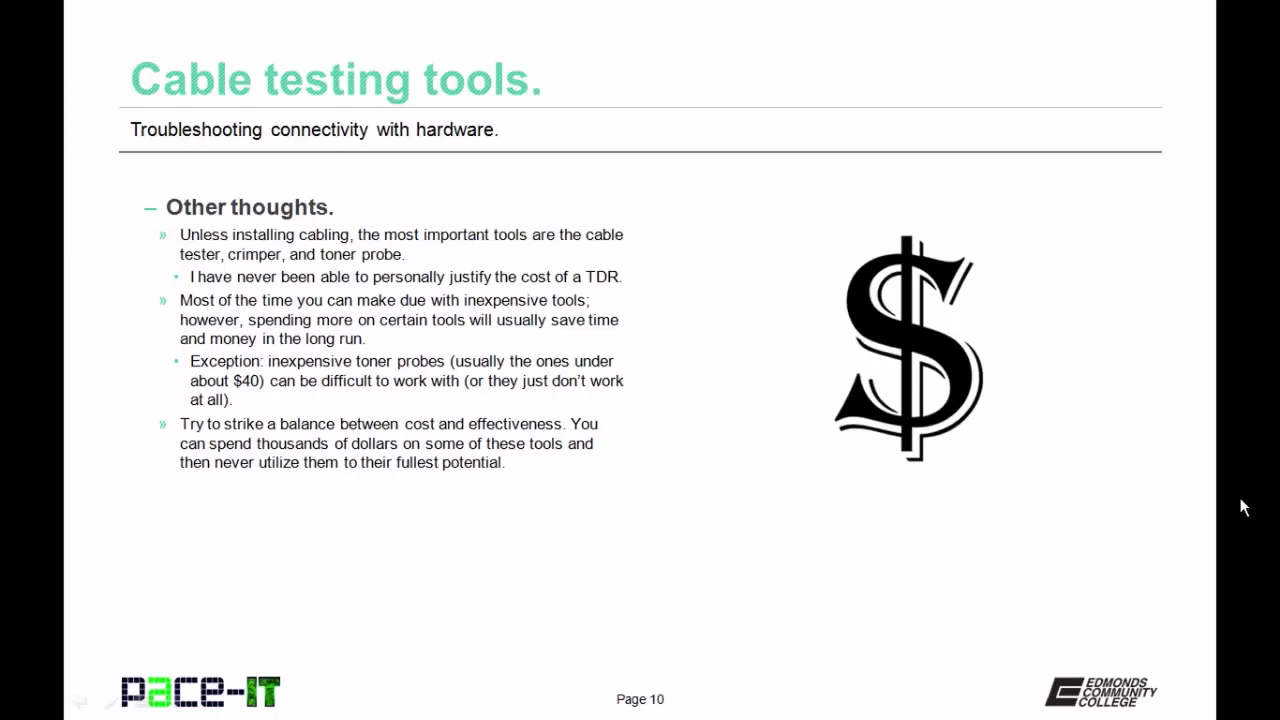 Cable testing tools.
Troubleshooting connectivity with hardware.
– Other thoughts.
» Unless installing cabling, the most important tools are the cable
tester, crimper, and toner probe.
• I have never been able to personally justify the cost of a TDR.
» Most of the time you can make due with inexpensive tools;
however, spending more on certain tools will usually save time
and money in the long run.
• Exception: inexpensive toner probes (usually the ones under
about $40) can be difficult to work with (or they just don’t work
at all).
» Try to strike a balance between cost and effectiveness. You
can spend thousands of dollars on some of these tools and
then never utilize them to their fullest potential.
$
pace-IT
Page 10
EDMONDS
COMMUNITY
COLLEGE